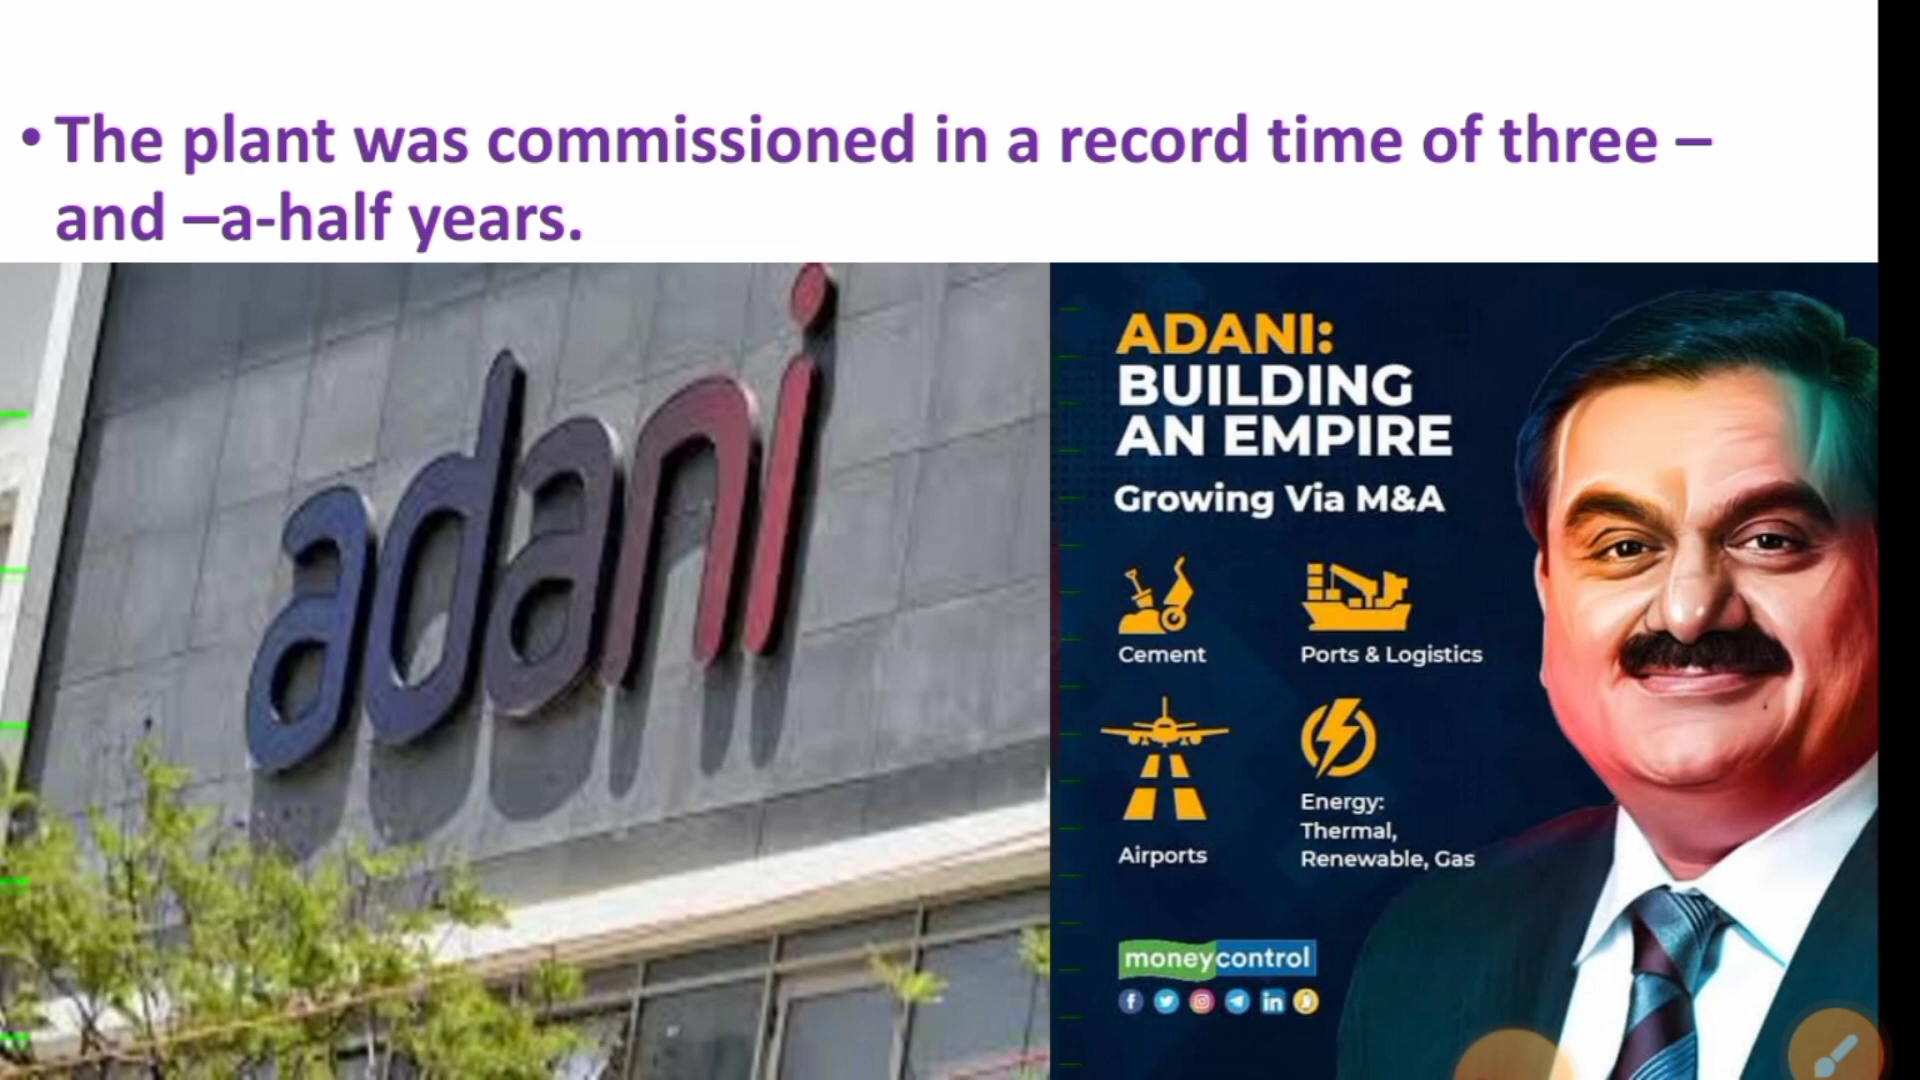 • The plant was commissioned in a record time of three –
and –a-half years.
adani
ADANI:
BUILDING
AN EMPIRE
Growing Via M&A
Cement
Ports & Logistics
Airports
Energy:
Thermal,
Renewable, Gas
moneycontrol